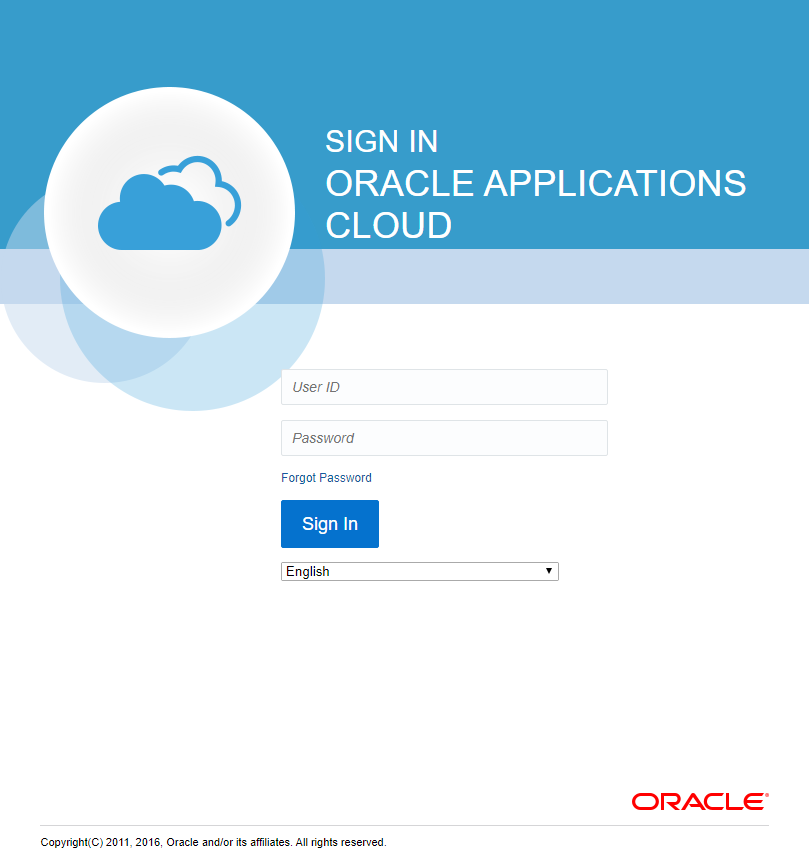 SIGN IN
ORACLE APPLICATIONS
CLOUD
User ID
Password
Forgot Password
Sign In
English
ORACLE®
Copyright(C) 2011, 2016, Oracle and/or its affiliates. All rights reserved.